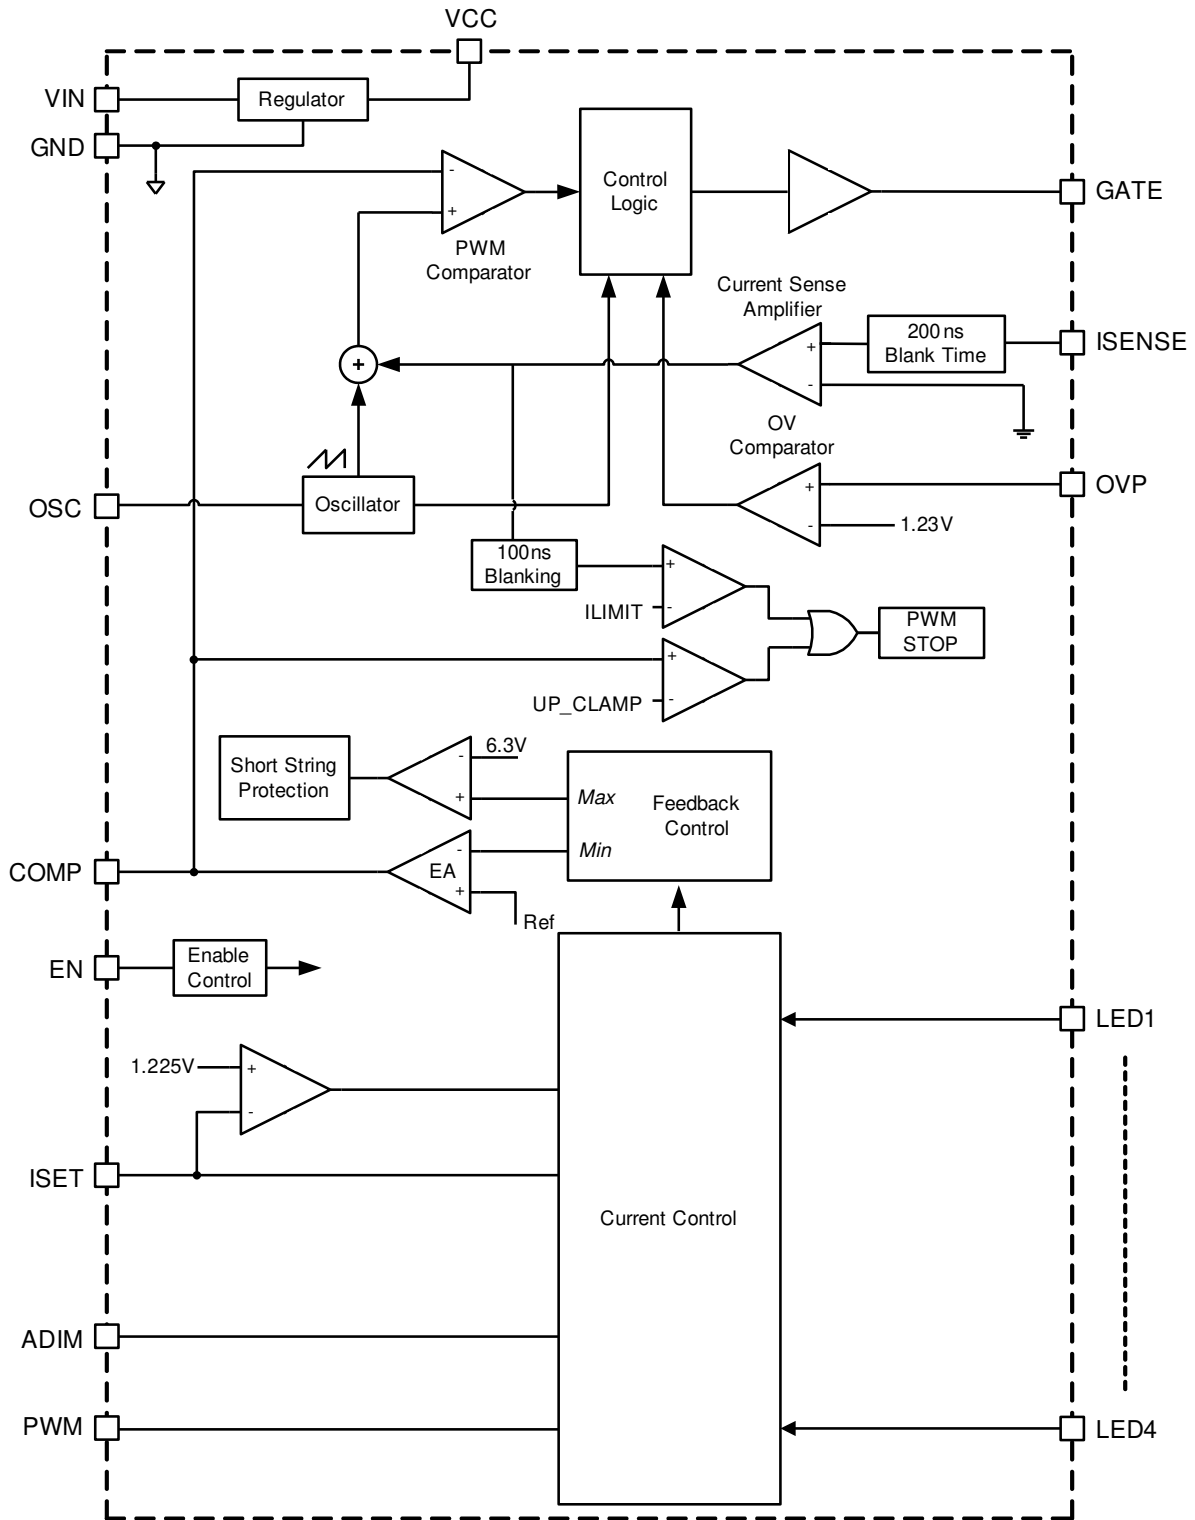 VCC
VIN
Regulator
GND
-
+
PWM
Comparator
Control
Logic
GATE
Current Sense
Amplifier
+
-
200ns
Blank Time
ISENSE
+
OV
Comparator
+
-
1.23V
OVP
OSC
Oscillator
100ns
Blanking
+
-
ILIMIT
PWM
STOP
+
-
UP_CLAMP
Short String
Protection
-
+
6.3V
Max
Min
Feedback
Control
COMP
EA
-
+
Ref
EN
Enable
Control
LED1
1.225V
+
-
ISET
Current Control
ADIM
PWM
LED4